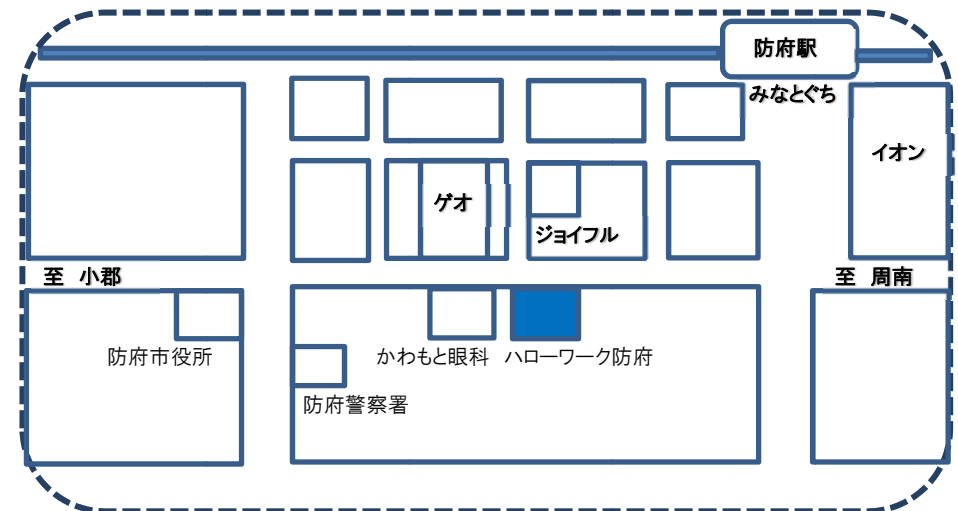 防府駅
みなとぐち
イオン
ゲオ
ジョイフル
至 小郡
至 周南
防府市役所
かわもと眼科
ハローワーク防府
防府警察署